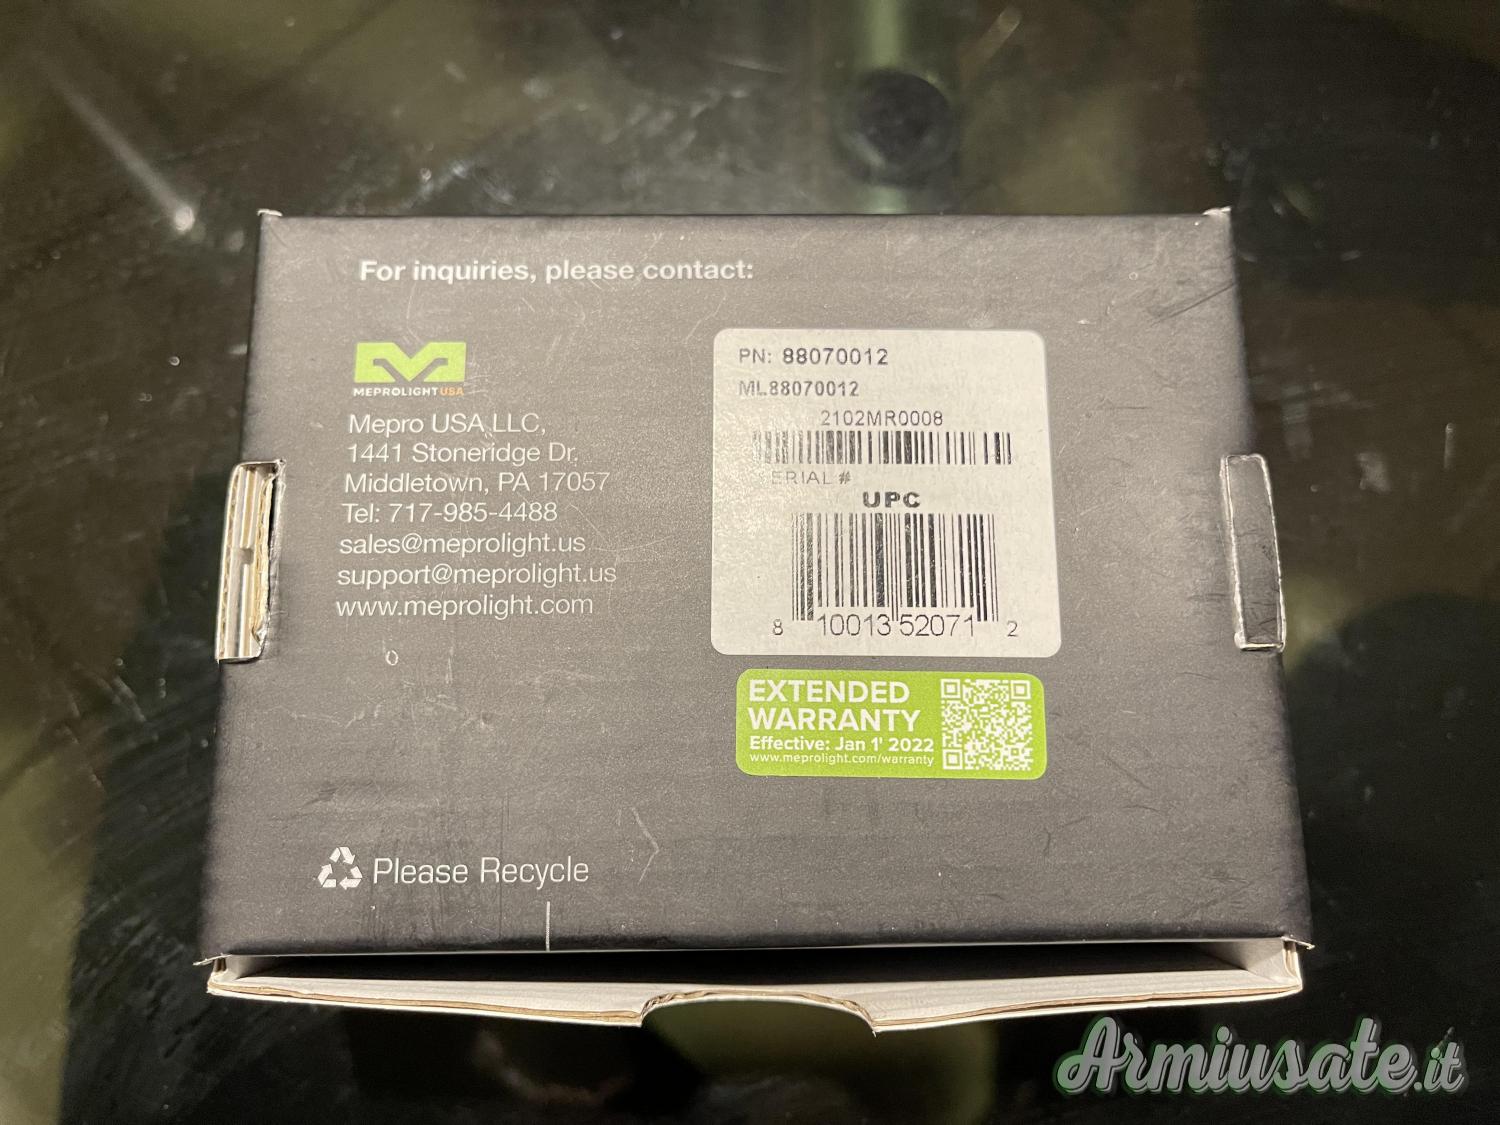 For inquiries, please contact:
MEPROLIGHT USA
Mepro USA LLC,
1441 Stoneridge Dr.
Middletown, PA 17057
Tel: 717-985-4488
sales@meprolight.us
support@meprolight.us
www.meprolight.com
PN: 88070012
ML88070012
2102MR0008
ERIAL #
UPC
8 10013 52071 2
EXTENDED
WARRANTY
Effective: Jan 1' 2022
www.meprolight.com/warranty
Please Recycle
Armiusate.it